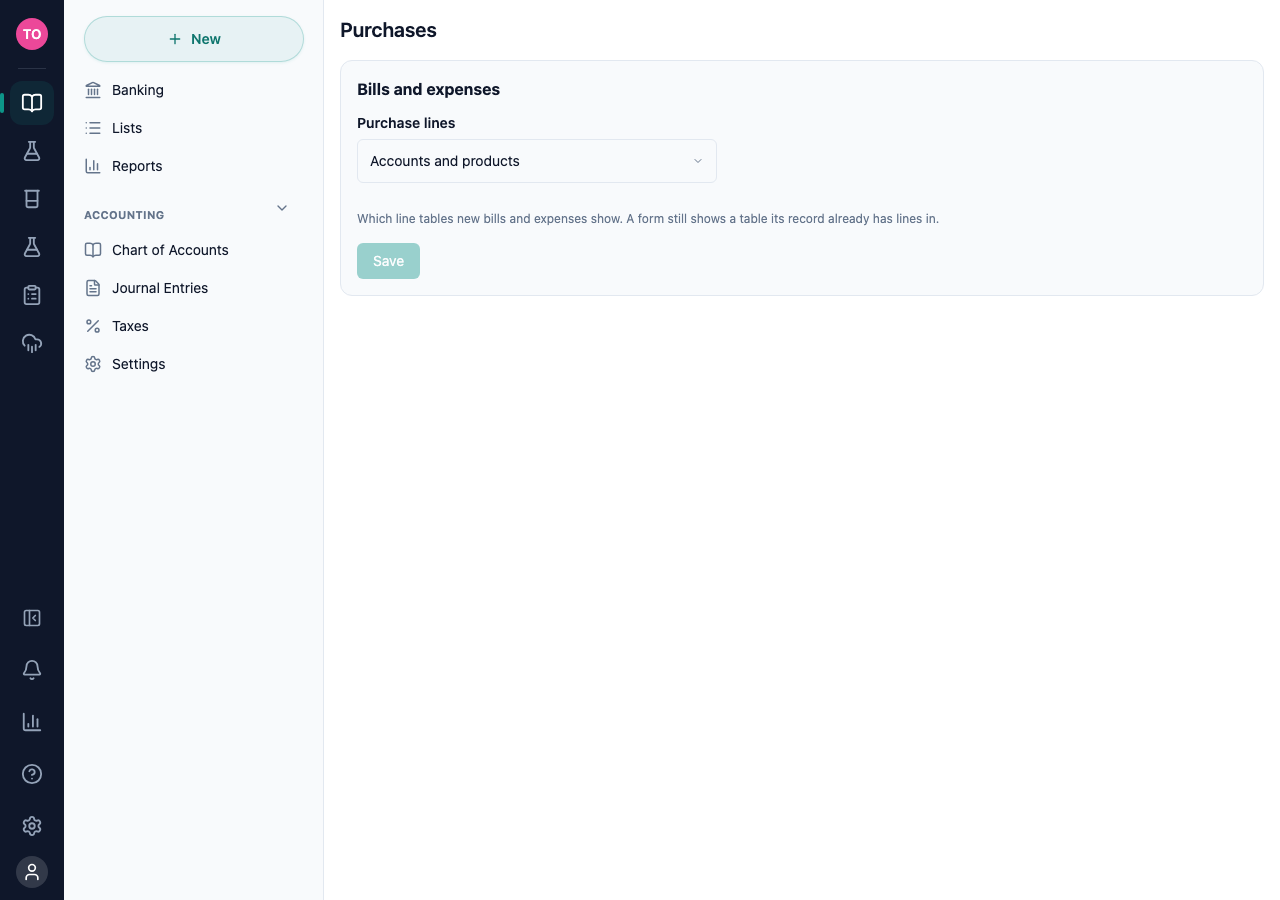 TO
New
Banking
Lists
Reports
ACCOUNTING
Chart of Accounts
Journal Entries
Taxes
Settings
Purchases
Bills and expenses
Purchase lines
Accounts and products
Which line tables new bills and expenses show. A form still shows a table its record already has lines in.
Save